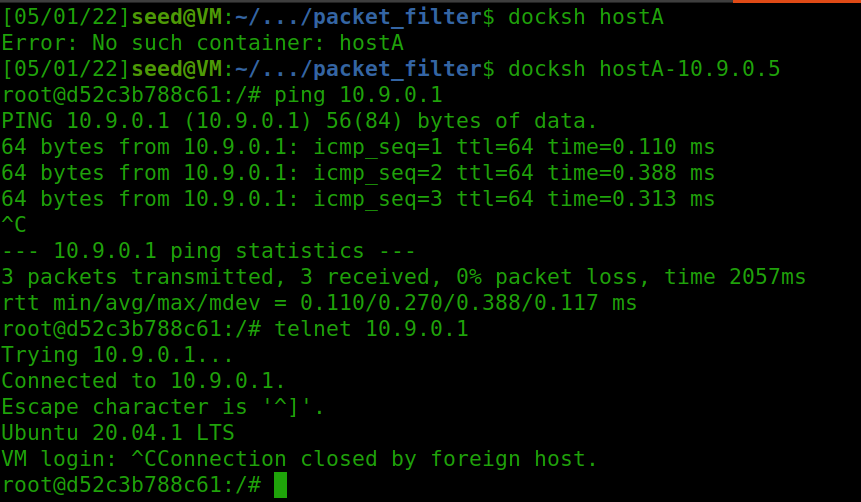 [05/01/22]seed@VM:~/.../packet_filter$ docksh hostA
Error: No such container: hostA
[05/01/22]seed@VM:~/.../packet_filter$ docksh hostA-10.9.0.5
root@d52c3b788c61:/# ping 10.9.0.1
PING 10.9.0.1 (10.9.0.1) 56(84) bytes of data.
64 bytes from 10.9.0.1: icmp_seq=1 ttl=64 time=0.110 ms
64 bytes from 10.9.0.1: icmp_seq=2 ttl=64 time=0.388 ms
64 bytes from 10.9.0.1: icmp_seq=3 ttl=64 time=0.313 ms
^C
--- 10.9.0.1 ping statistics ---
3 packets transmitted, 3 received, 0% packet loss, time 2057ms
rtt min/avg/max/mdev = 0.110/0.270/0.388/0.117 ms
root@d52c3b788c61:/# telnet 10.9.0.1
Trying 10.9.0.1...
Connected to 10.9.0.1.
Escape character is '^]'.
Ubuntu 20.04.1 LTS
VM login: ^CConnection closed by foreign host.
root@d52c3b788c61:/#